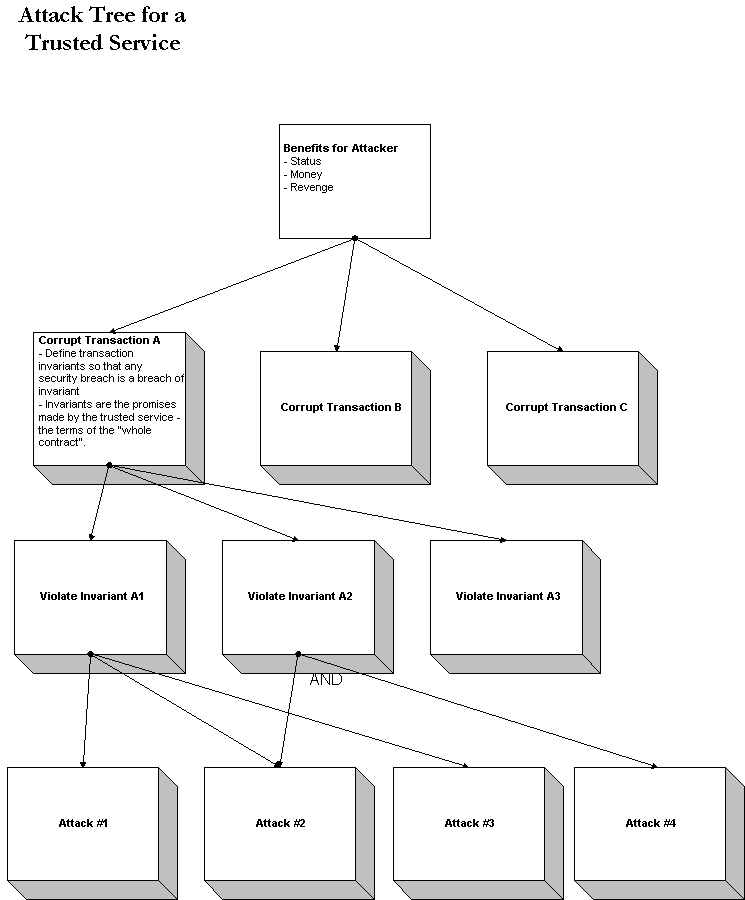 Attack Tree for a
Trusted Service
Benefits for Attacker
- Status
- Money
- Revenge
Corrupt Transaction A
- Define transaction
invariants so that any
security breach is a breach of
invariant
- Invariants are the promises
made by the trusted service -
the terms of the "whole
contract".
Corrupt Transaction B
Corrupt Transaction C
Violate Invariant A1
Violate Invariant A2
Violate Invariant A3
AND
Attack #1
Attack #2
Attack #3
Attack #4